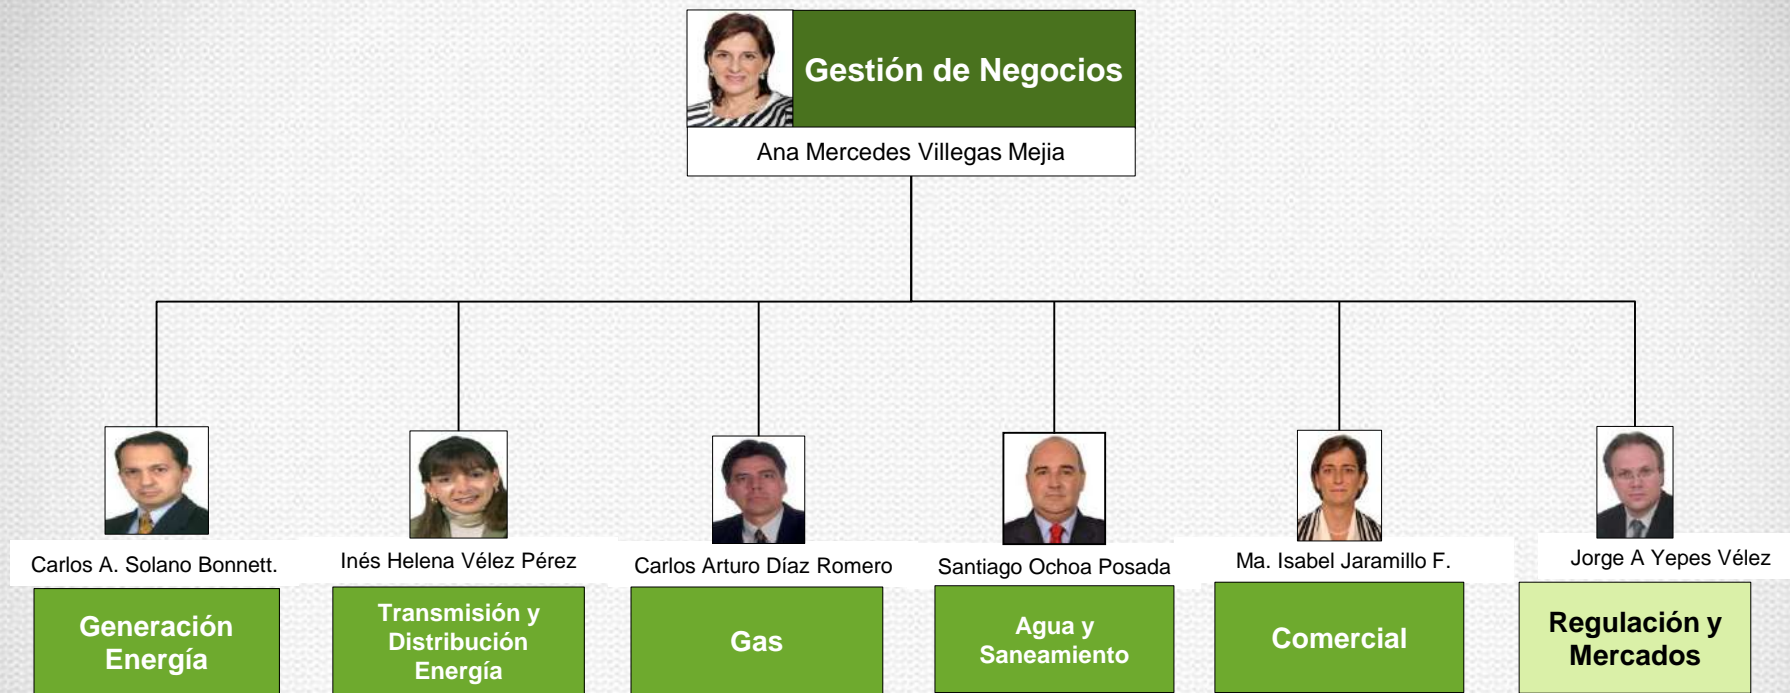 Gestión de Negocios
Ana Mercedes Villegas Mejia
Carlos A. Solano Bonnett.
Generación
Energía
Inés Helena Vélez Pérez
Transmisión y
Distribución
Energía
Carlos Arturo Díaz Romero
Gas
Santiago Ochoa Posada
Agua y
Saneamiento
Ma. Isabel Jaramillo F.
Comercial
Jorge A Yepes Vélez
Regulación y
Mercados